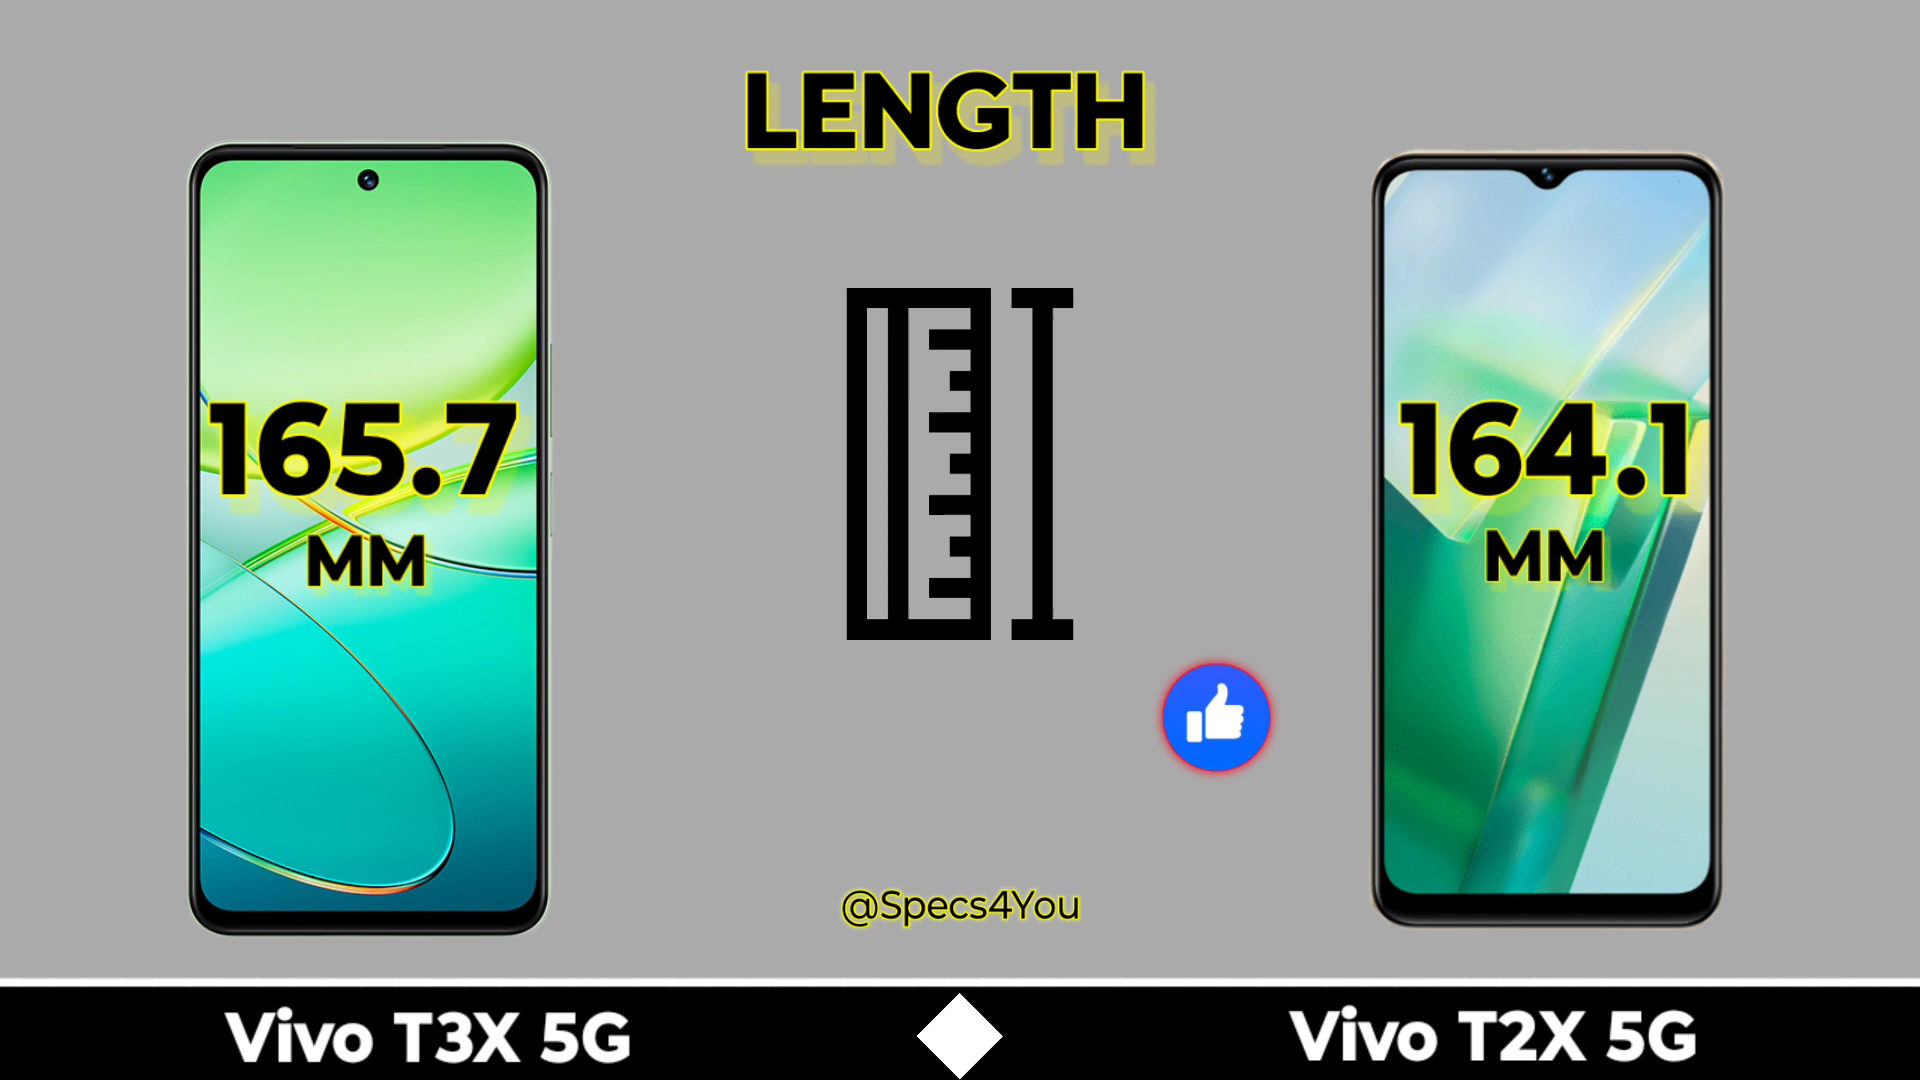 LENGTH
165.7
MM
164.1
MM
@Specs4You
Vivo T3X 5G
Vivo T2X 5G